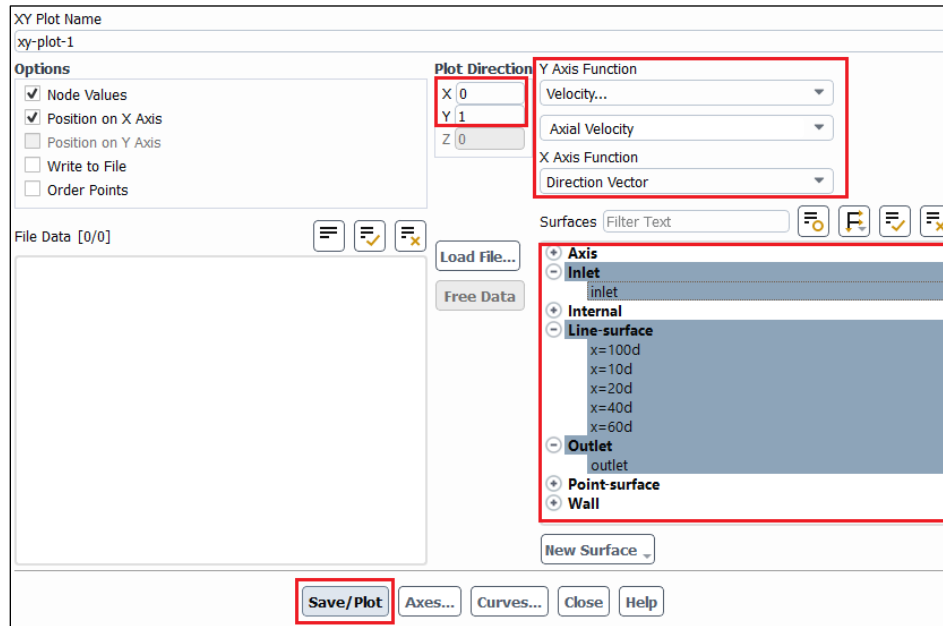 XY Plot Name
xy-plot-1
Options
Node Values
Position on X Axis
Position on Y Axis
Write to File
Order Points
Plot Direction
X 0
Y 1
Z 0
Y Axis Function
Velocity...
Axial Velocity
X Axis Function
Direction Vector
File Data [0/0]
Load File...
Free Data
Surfaces Filter Text
Axis
Inlet
inlet
Internal
Line-surface
x=100d
x=10d
x=20d
x=40d
x=60d
Outlet
outlet
Point-surface
Wall
New Surface
Save/Plot Axes... Curves... Close Help